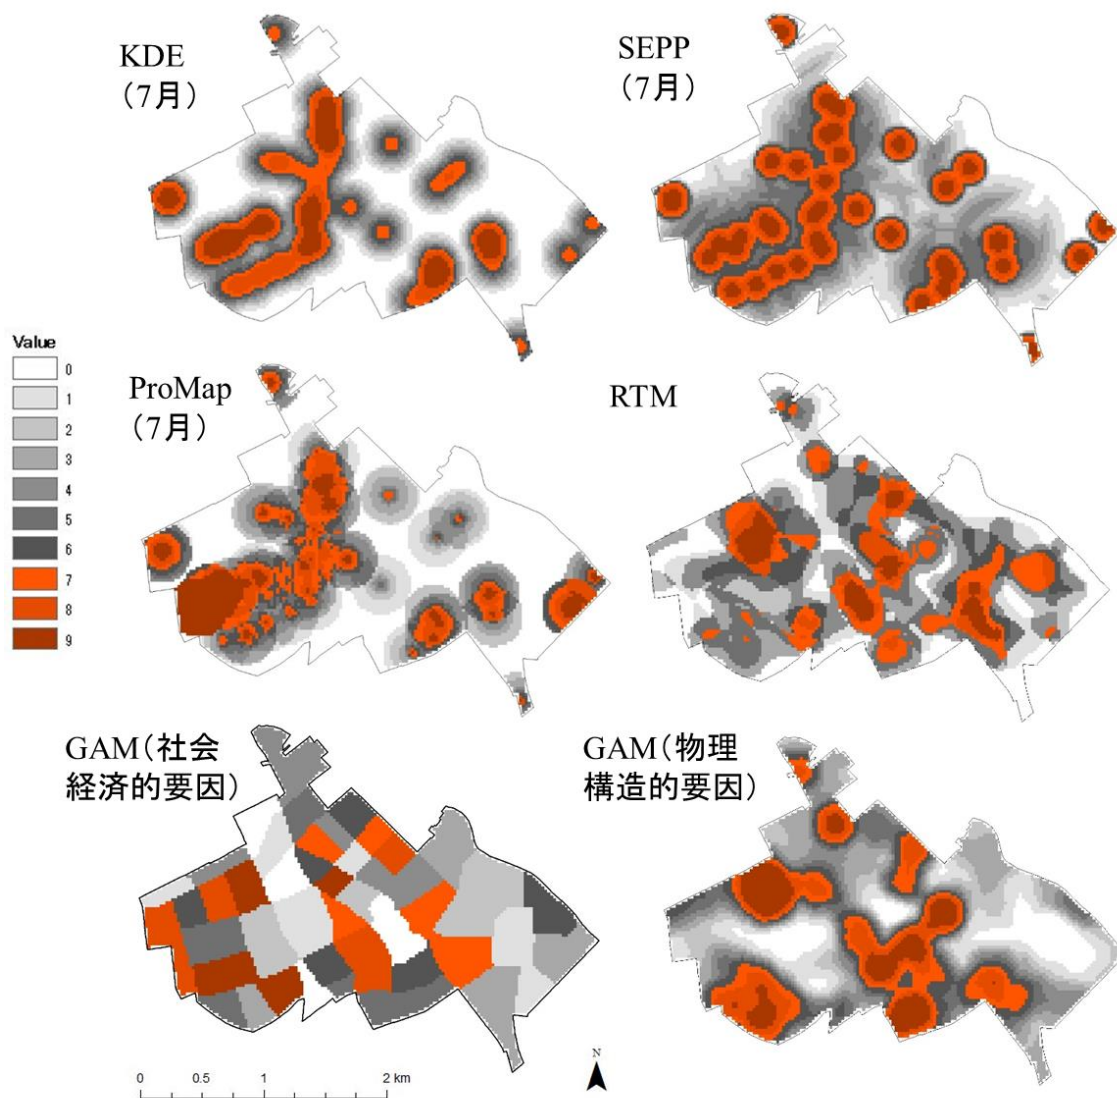 KDE
（7月）
SEPP
（7月）
Value
0
1
2
3
4
5
6
7
8
9
ProMap
（7月）
RTM
GAM（社会
経済的要因）
GAM（物理
構造的要因）
0 0.5 1 2 km
N